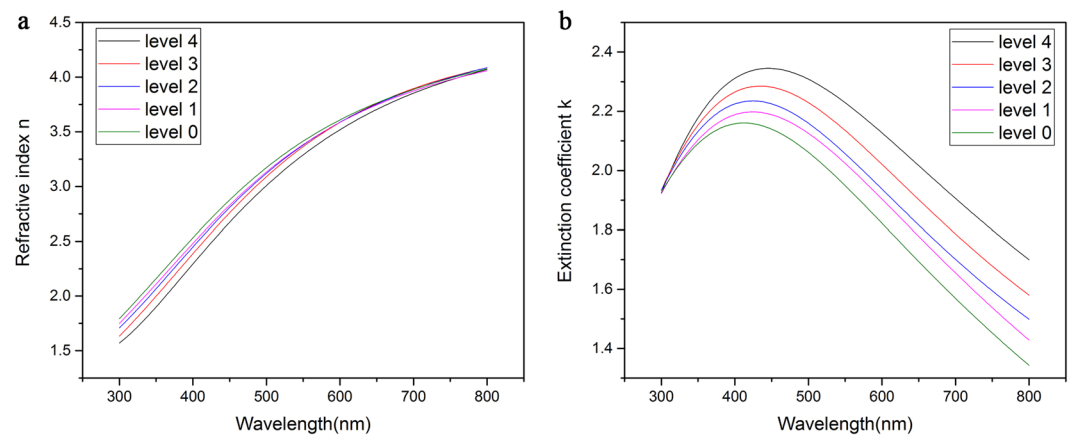 a
4.5
4.0
3.5
3.0
2.5
2.0
1.5
Refractive index n
level 4
level 3
level 2
level 1
level 0
300 400 500 600 700 800
Wavelength(nm)
b
2.4
2.2
2.0
1.8
1.6
1.4
Extinction coefficient k
level 4
level 3
level 2
level 1
level 0
300 400 500 600 700 800
Wavelength(nm)